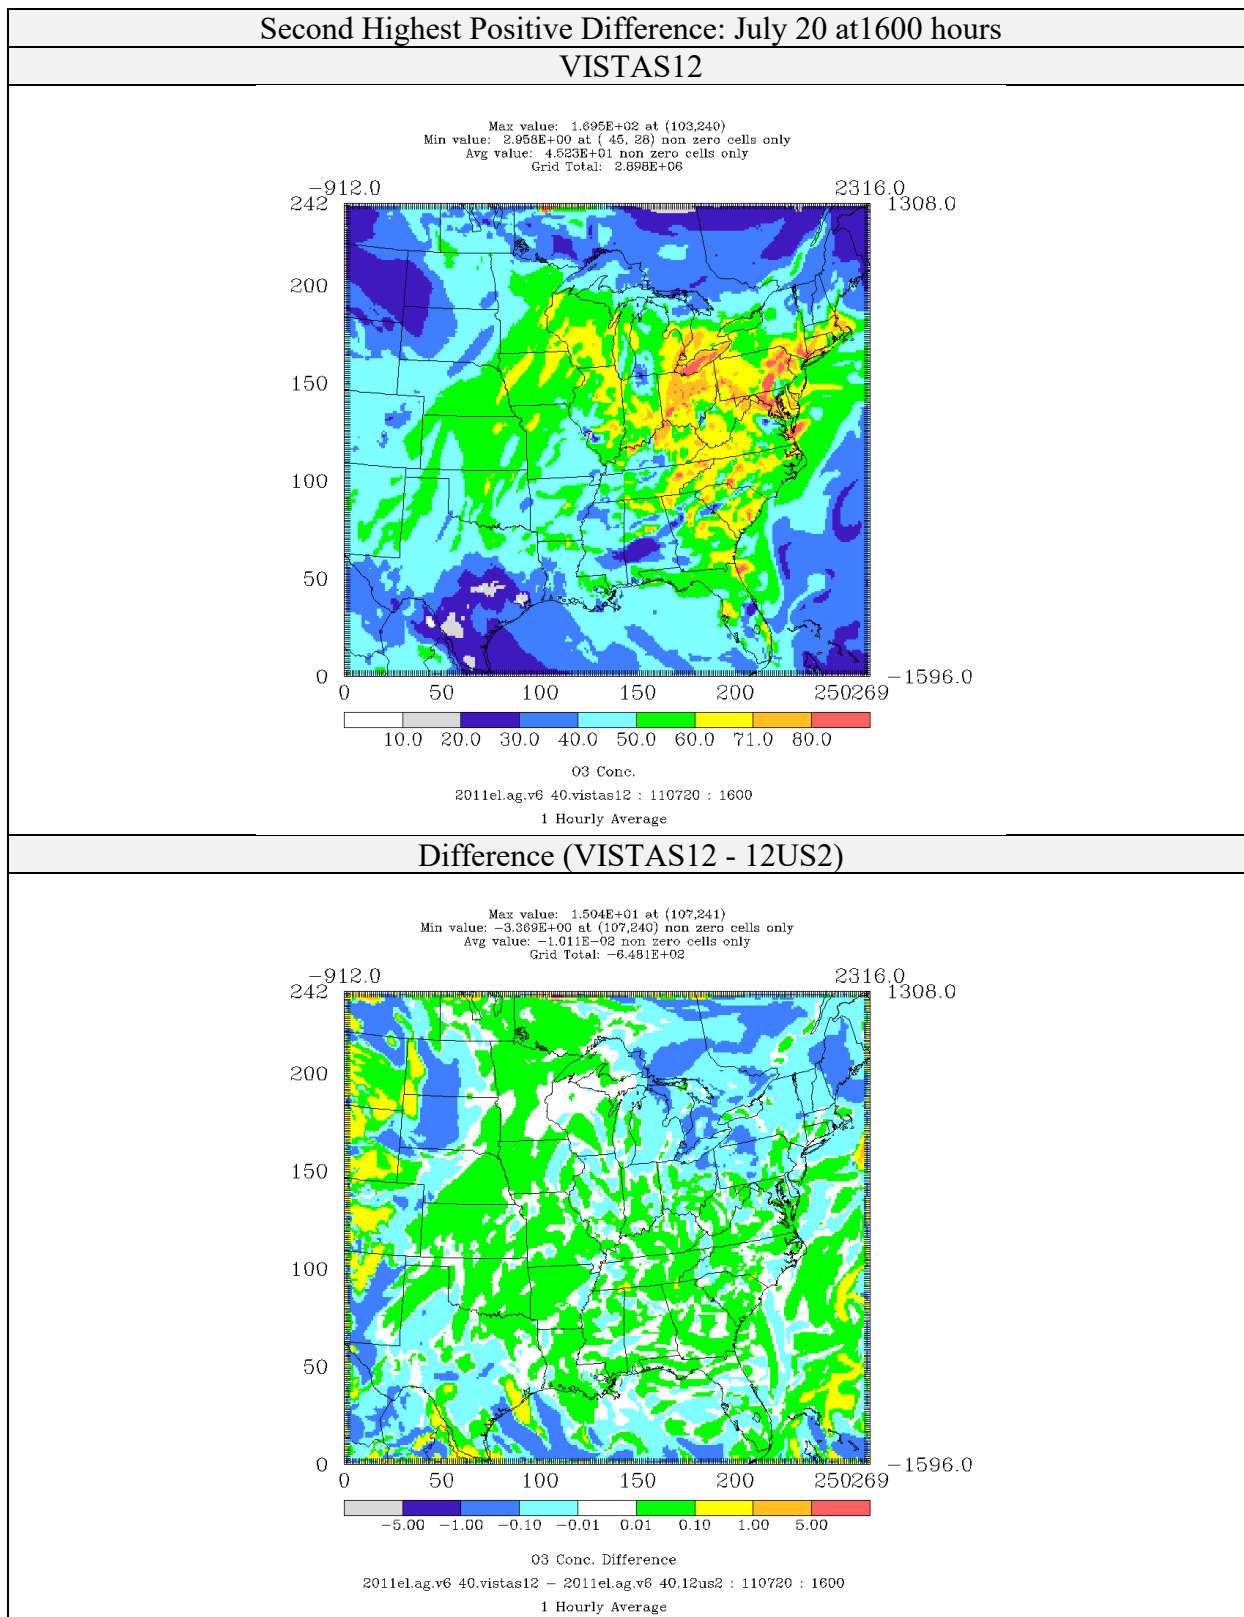 Second Highest Positive Difference: July 20 at1600 hours
VISTAS12
Max value: 1.695E+02 at (103,240)
Min value: 2.958E+00 at ( 45, 28) non zero cells only
Avg value: 4.523E+01 non zero cells only
Grid Total: 2.898E+06
−912.0 2316.0
242 1308.0
200
150
100
50
0 −1596.0
0 50 100 150 200 250269
10.0 20.0 30.0 40.0 50.0 60.0 71.0 80.0
O3 Conc.
2011el.ag.v6 40.vistas12 : 110720 : 1600
1 Hourly Average
Difference (VISTAS12 - 12US2)
Max value: 1.504E+01 at (107,241)
Min value: −3.369E+00 at (107,240) non zero cells only
Avg value: −1.011E−02 non zero cells only
Grid Total: −6.481E+02
−912.0 2316.0
242 1308.0
200
150
100
50
0 −1596.0
0 50 100 150 200 250269
−5.00 −1.00 −0.10 −0.01 0.01 0.10 1.00 5.00
O3 Conc. Difference
2011el.ag.v6 40.vistas12 − 2011el.ag.v6 40.12us2 : 110720 : 1600
1 Hourly Average